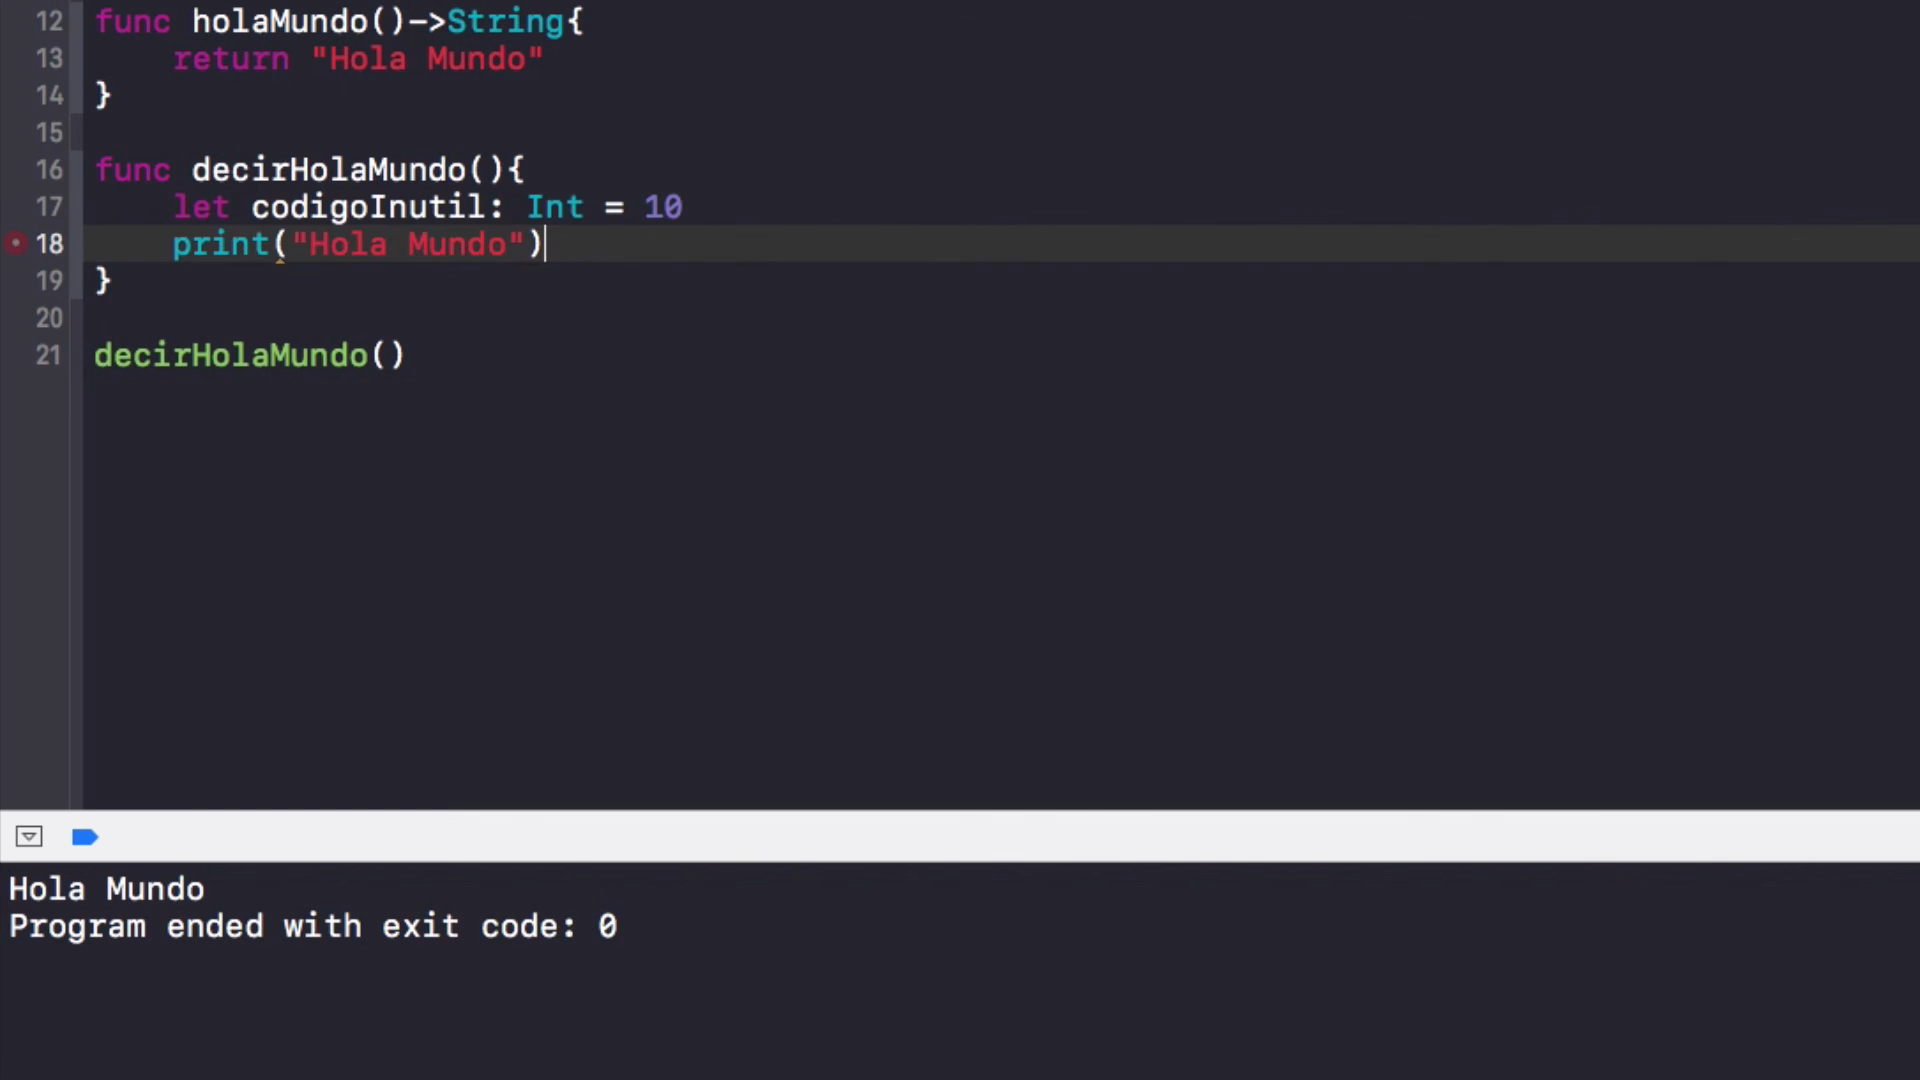 12 func holaMundo()->String{
13 return "Hola Mundo"
14 }
15
16 func decirHolaMundo(){
17 let codigoInutil: Int = 10
18 print("Hola Mundo")
19 }
20
21 decirHolaMundo()
Hola Mundo
Program ended with exit code: 0